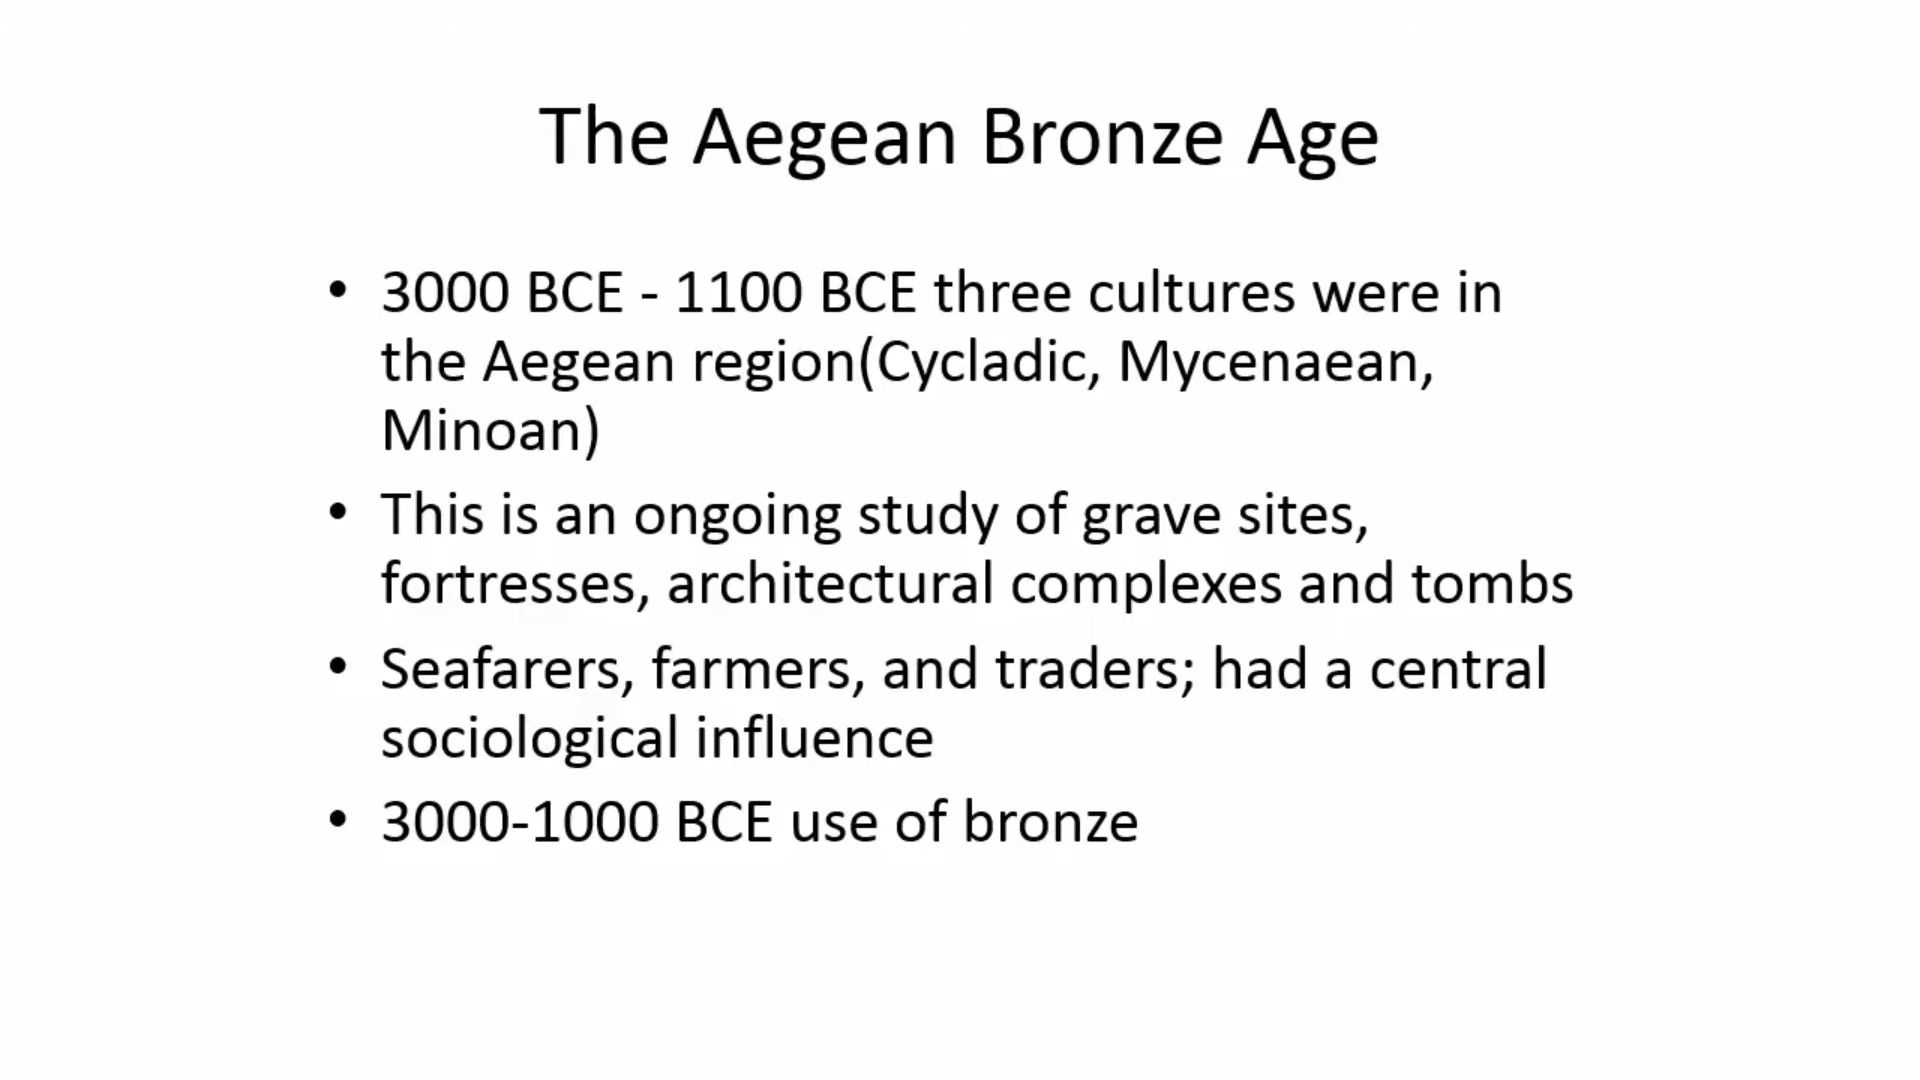 The Aegean Bronze Age
• 3000 BCE - 1100 BCE three cultures were in
the Aegean region(Cycladic, Mycenaean,
Minoan)
• This is an ongoing study of grave sites,
fortresses, architectural complexes and tombs
• Seafarers, farmers, and traders; had a central
sociological influence
• 3000-1000 BCE use of bronze